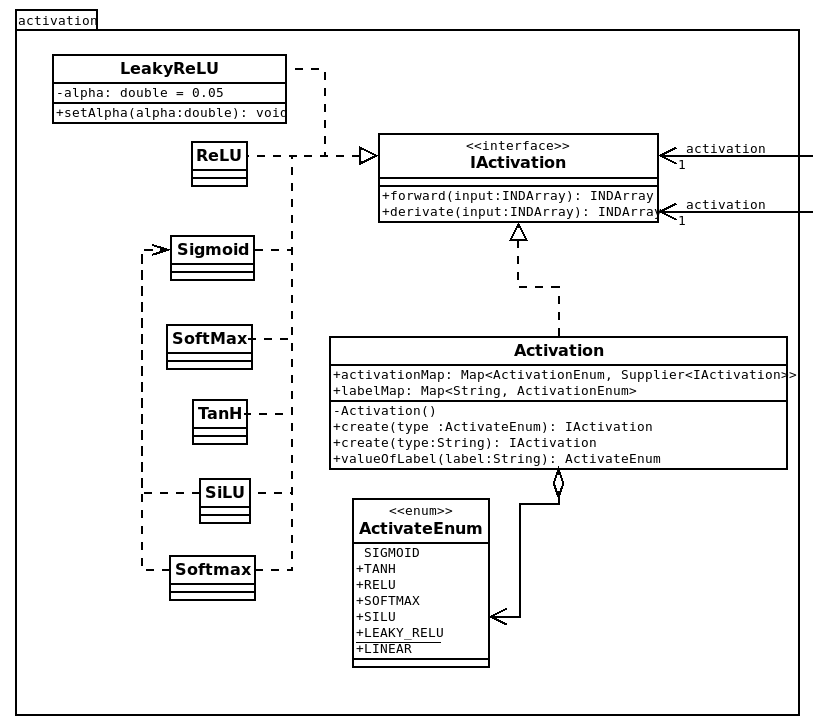 activation
LeakyReLU
-alpha: double = 0.05
+setAlpha(alpha:double): void
ReLU
<<interface>>
IActivation
+forward(input:INDArray): INDArray
+derivate(input:INDArray): INDArray
activation
1
activation
1
Sigmoid
SoftMax
TanH
SiLU
Softmax
Activation
+activationMap: Map<ActivationEnum, Supplier<IActivation>>
+labelMap: Map<String, ActivationEnum>
-Activation()
+create(type :ActivateEnum): IActivation
+create(type:String): IActivation
+valueOfLabel(label:String): ActivateEnum
<<enum>>
ActivateEnum
SIGMOID
+TANH
+RELU
+SOFTMAX
+SILU
+LEAKY_RELU
+LINEAR